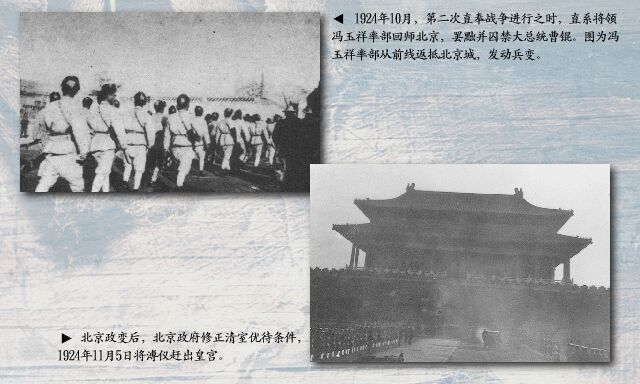 ◀ 1924年10月，第二次直奉战争进行之时，直系将领
冯玉祥率部回师北京，罢黜并囚禁大总统曹锟。图为冯
玉祥率部从前线返抵北京城，发动兵变。
▶ 北京政变后，北京政府修正清室优待条件，
1924年11月5日将溥仪赶出皇宫。